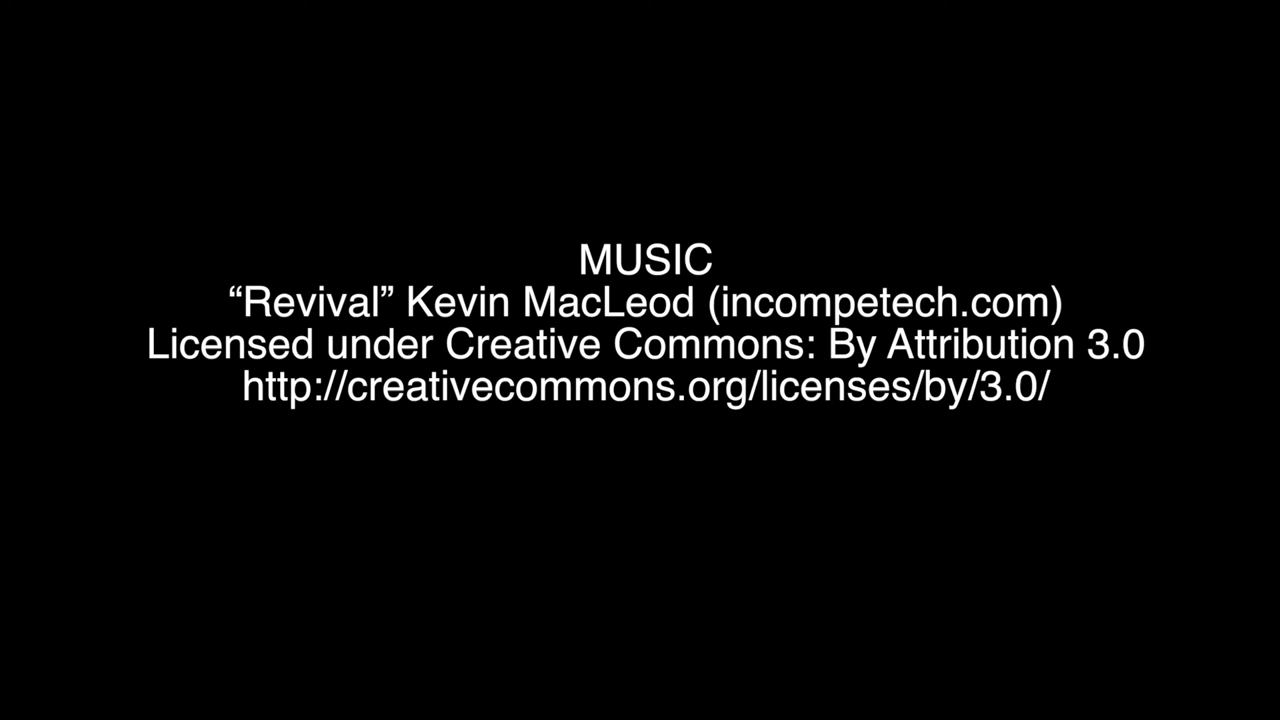 MUSIC
“Revival” Kevin MacLeod (incompetech.com)
Licensed under Creative Commons: By Attribution 3.0
http://creativecommons.org/licenses/by/3.0/